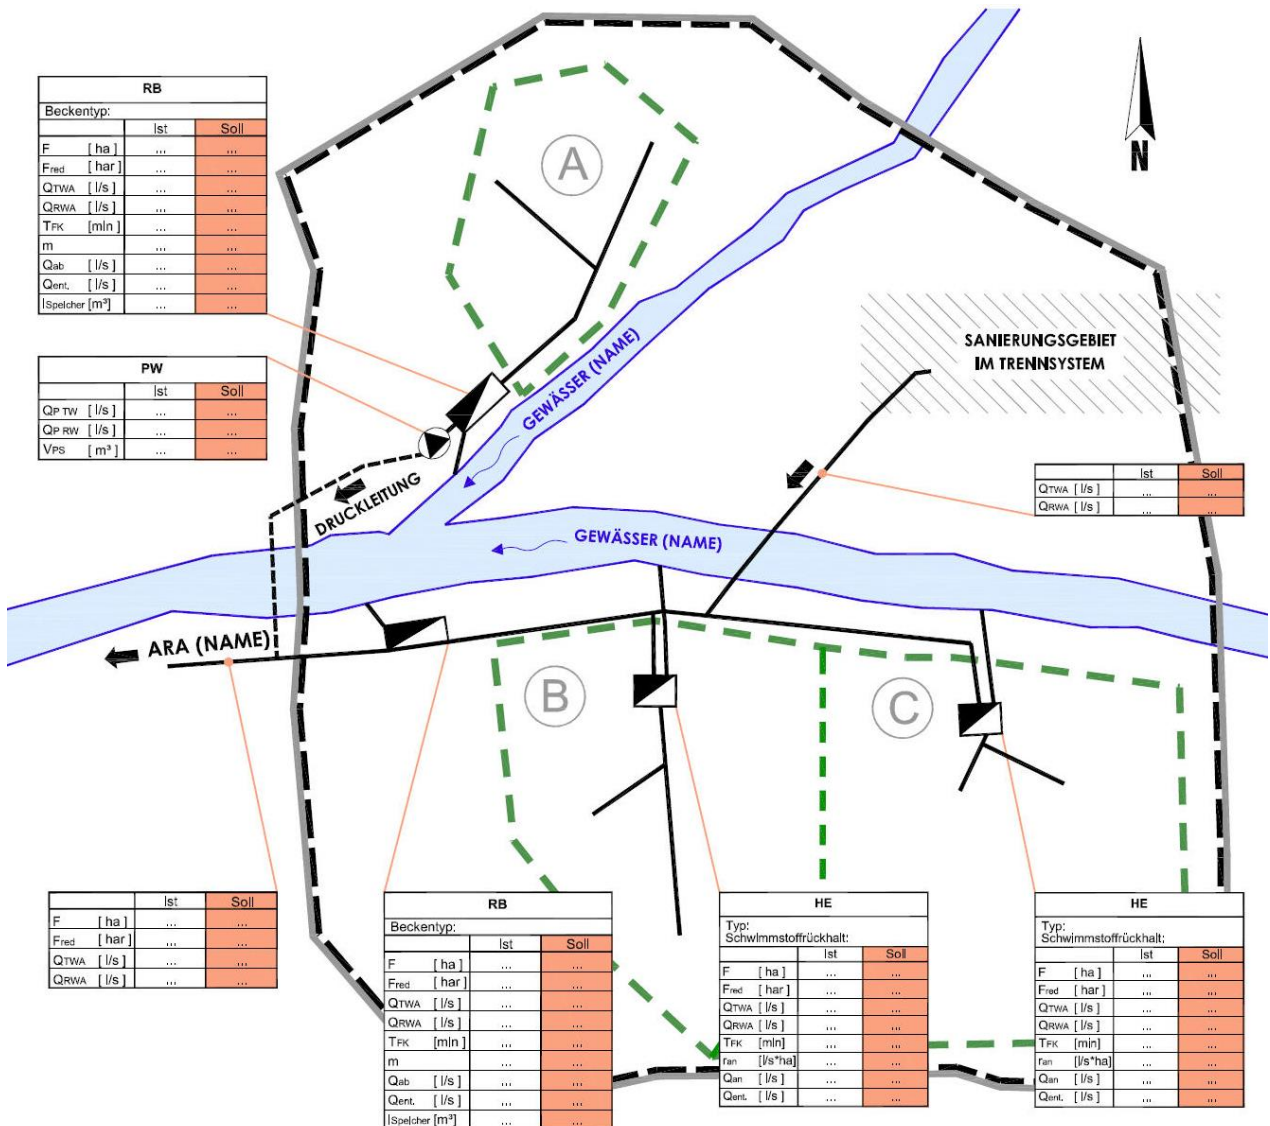 RB
Beckentyp:
Ist Soll
F [ ha ] ... ...
Fred [ har ] ... ...
QTWA [ l/s ] ... ...
QRWA [ l/s ] ... ...
TFK [min] ... ...
m ... ...
Qab [ l/s ] ... ...
Qent. [ l/s ] ... ...
ISpeicher [m³] ... ...
PW
Ist Soll
QP TW [ l/s ] ... ...
QP RW [ l/s ] ... ...
VPS [ m³ ] ... ...
A
N
SANIERUNGSGEBIET
IM TRENNSYSTEM
GEWÄSSER (NAME)
DRUCKLEITUNG
GEWÄSSER (NAME)
Ist Soll
QTWA [ l/s ] ... ...
QRWA [ l/s ] ... ...
ARA (NAME)
B
C
Ist Soll
F [ ha ] ... ...
Fred [ har ] ... ...
QTWA [ l/s ] ... ...
QRWA [ l/s ] ... ...
RB
Beckentyp:
Ist Soll
F [ ha ] ... ...
Fred [ har ] ... ...
QTWA [ l/s ] ... ...
QRWA [ l/s ] ... ...
TFK [min] ... ...
m ... ...
Qab [ l/s ] ... ...
Qent. [ l/s ] ... ...
ISpeicher [m³] ... ...
HE
Typ:
Schwimmstoffrückhalt:
Ist Soll
F [ ha ] ... ...
Fred [ har ] ... ...
QTWA [ l/s ] ... ...
QRWA [ l/s ] ... ...
TFK [min] ... ...
ran [l/s*ha] ... ...
Qan [ l/s ] ... ...
Qent. [ l/s ] ... ...
HE
Typ:
Schwimmstoffrückhalt:
Ist Soll
F [ ha ] ... ...
Fred [ har ] ... ...
QTWA [ l/s ] ... ...
QRWA [ l/s ] ... ...
TFK [min] ... ...
ran [l/s*ha] ... ...
Qan [ l/s ] ... ...
Qent. [ l/s ] ... ...